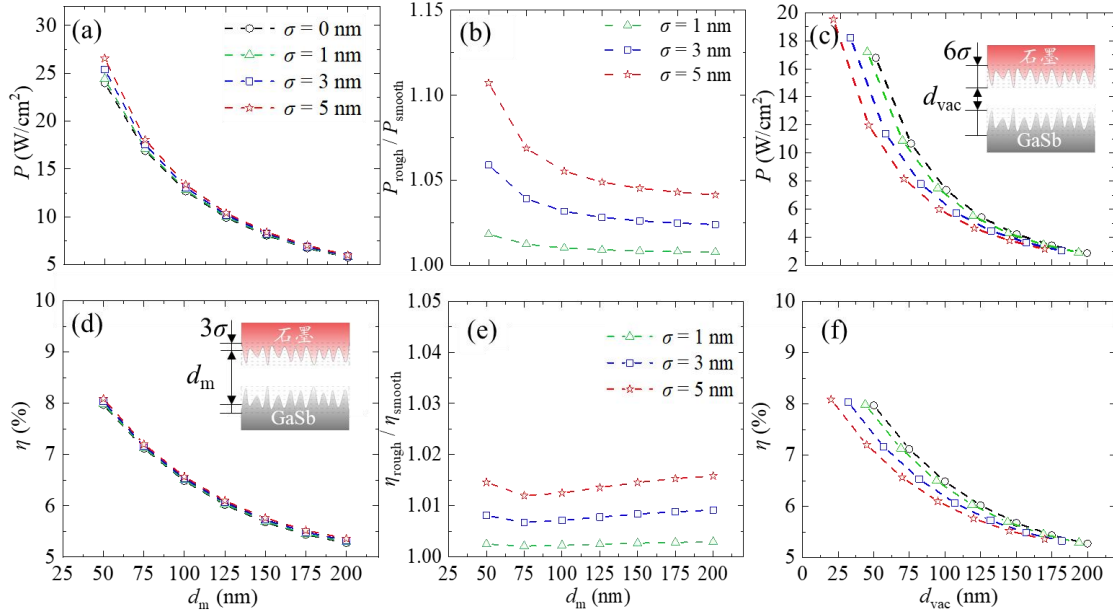 (a)
σ = 0 nm
σ = 1 nm
σ = 3 nm
σ = 5 nm
P (W/cm²)
30
25
20
15
10
5
(b)
σ = 1 nm
σ = 3 nm
σ = 5 nm
P_rough / P_smooth
1.15
1.10
1.05
1.00
(c)
6σ
石墨
d_vac
GaSb
P (W/cm²)
20
18
16
14
12
10
8
6
4
2
(d)
3σ
石墨
d_m
GaSb
η (%)
10
9
8
7
6
5
25 50 75 100 125 150 175 200
d_m (nm)
(e)
σ = 1 nm
σ = 3 nm
σ = 5 nm
η_rough / η_smooth
1.05
1.04
1.03
1.02
1.01
1.00
50 75 100 125 150 175 200
d_m (nm)
(f)
η (%)
10
9
8
7
6
5
0 25 50 75 100 125 150 175 200
d_vac (nm)